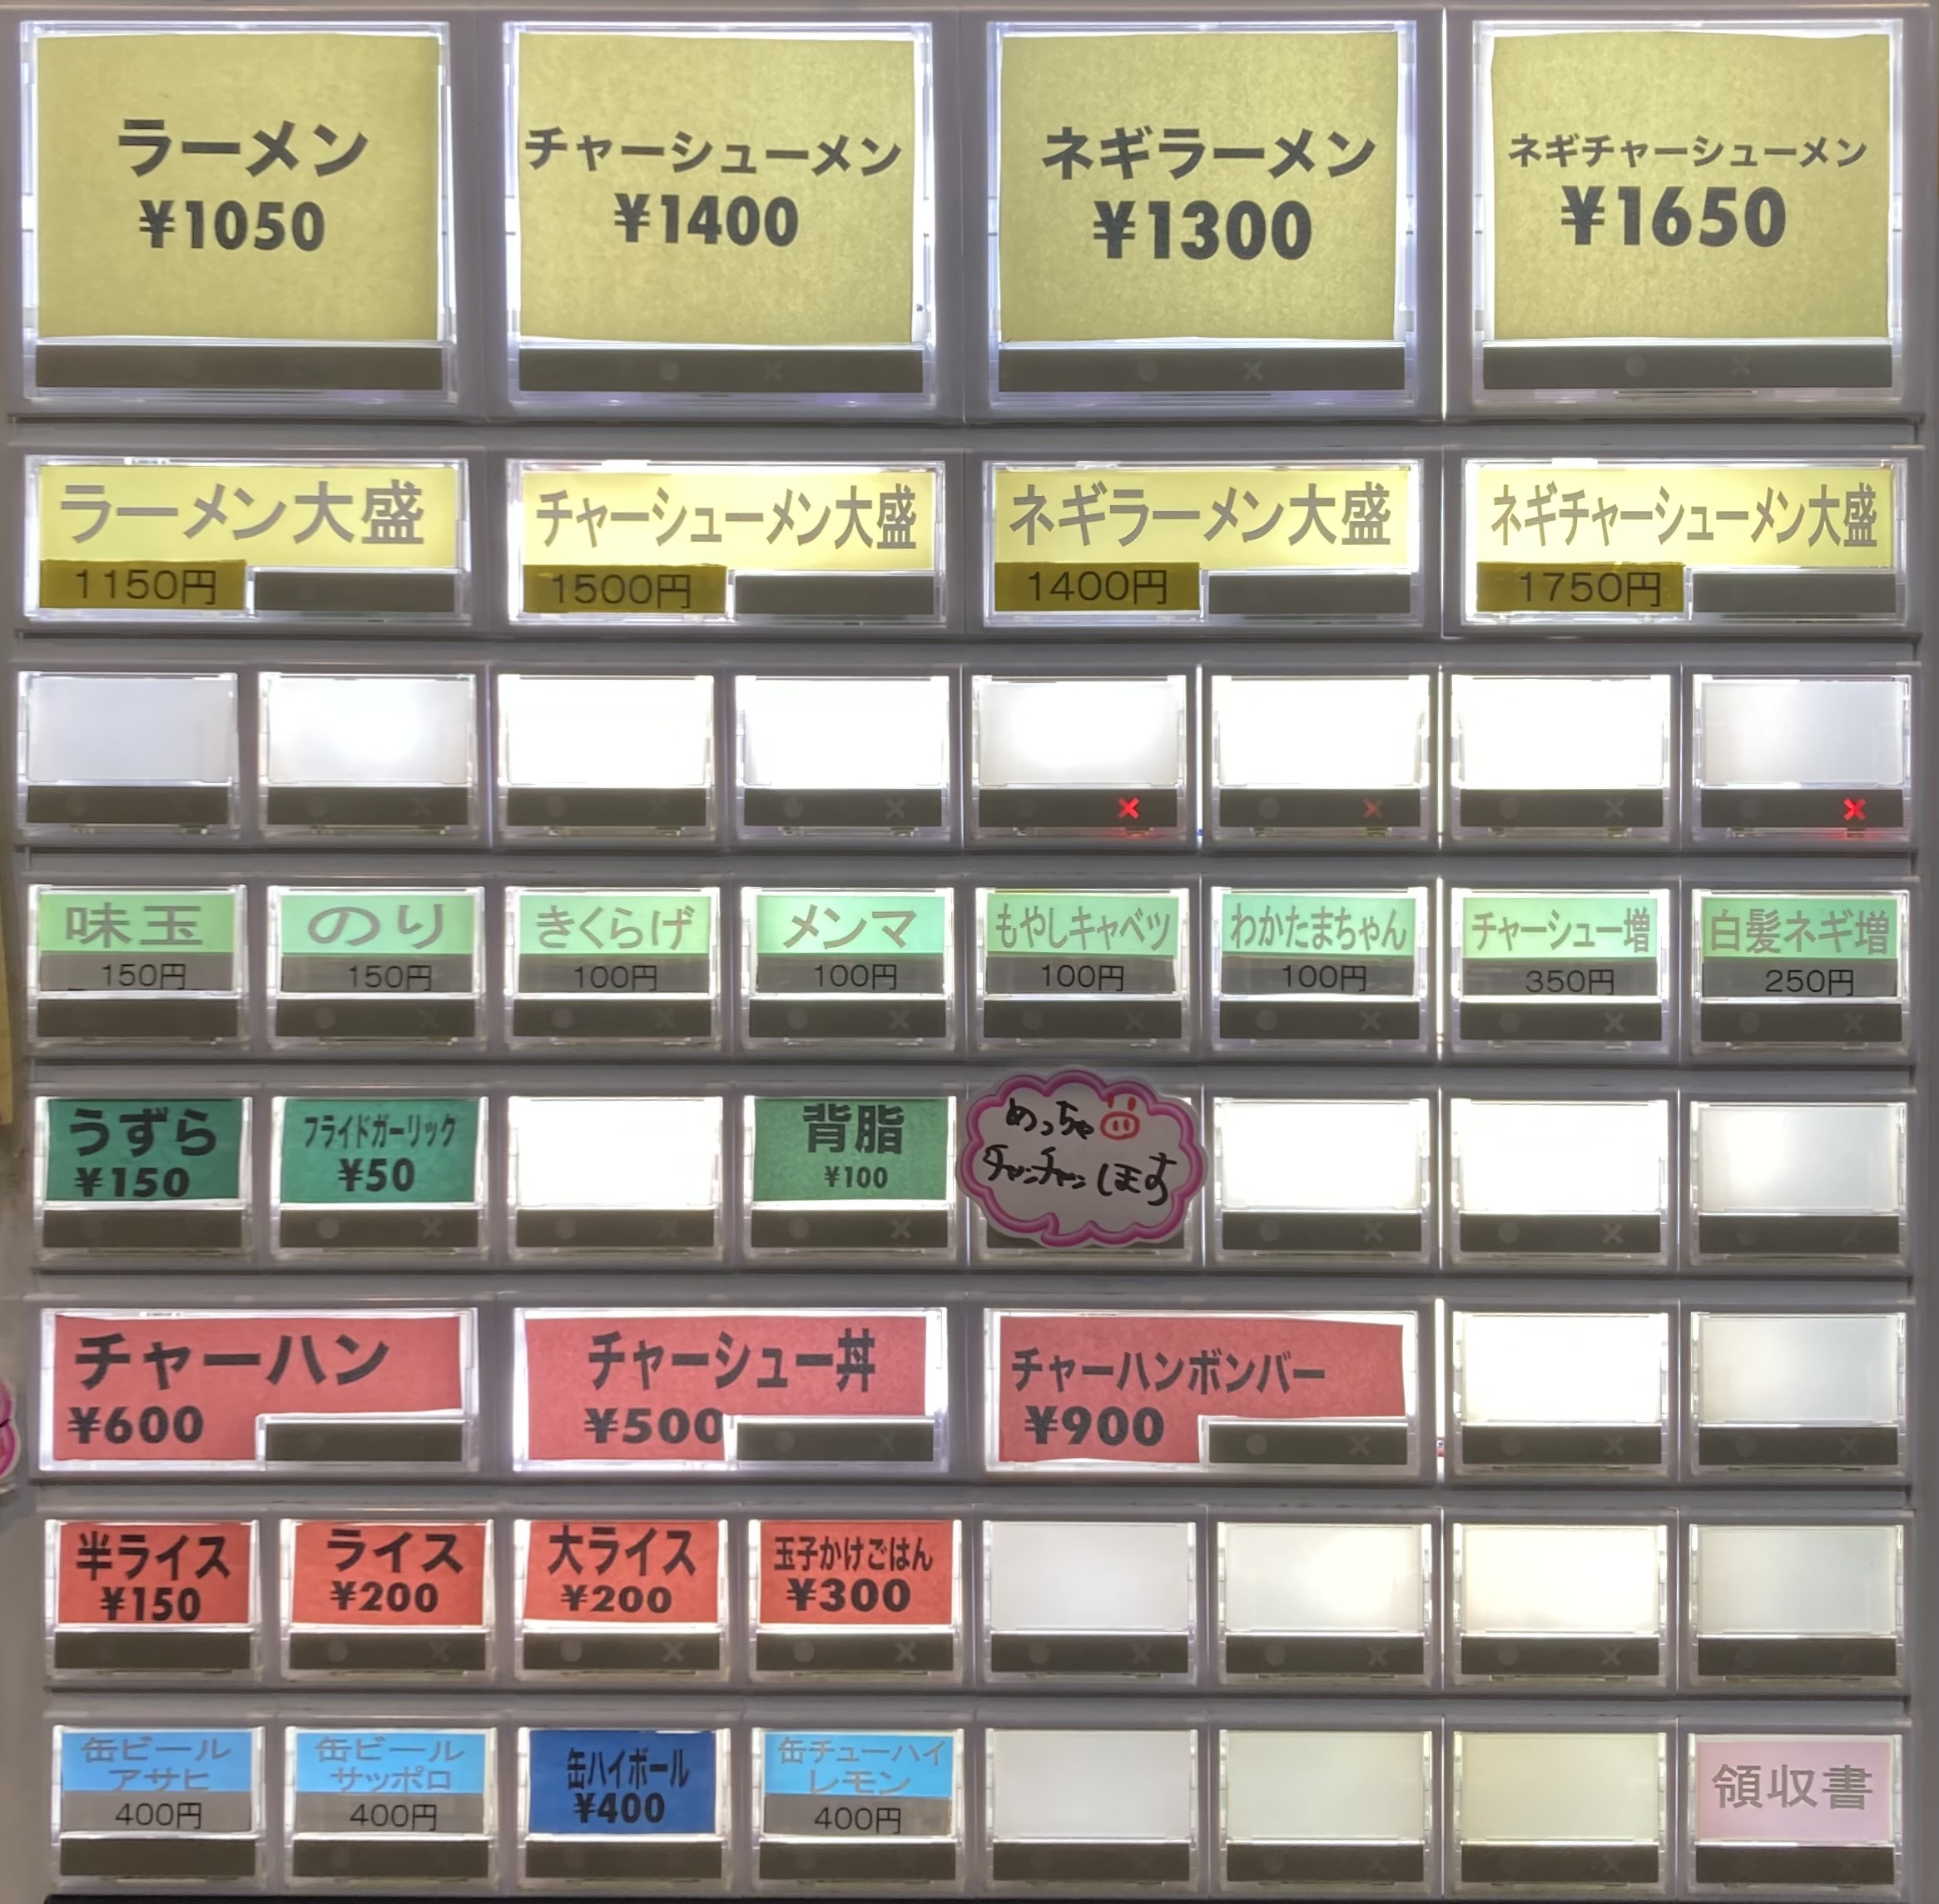 ラーメン
¥1050
チャーシューメン
¥1400
ネギラーメン
¥1300
ネギチャーシューメン
¥1650
ラーメン大盛
1150円
チャーシューメン大盛
1500円
ネギラーメン大盛
1400円
ネギチャーシューメン大盛
1750円
味玉
150円
のり
150円
きくらげ
100円
メンマ
100円
もやしキャベツ
100円
わかたまちゃん
100円
チャーシュー増
350円
白髪ネギ増
250円
うずら
¥150
フライドガーリック
¥50
背脂
¥100
めっちゃ
チャンチャンします
チャーハン
¥600
チャーシュー丼
¥500
チャーハンボンバー
¥900
半ライス
¥150
ライス
¥200
大ライス
¥200
玉子かけごはん
¥300
缶ビール
アサヒ
400円
缶ビール
サッポロ
400円
缶ハイボール
¥400
缶チューハイ
レモン
400円
領収書